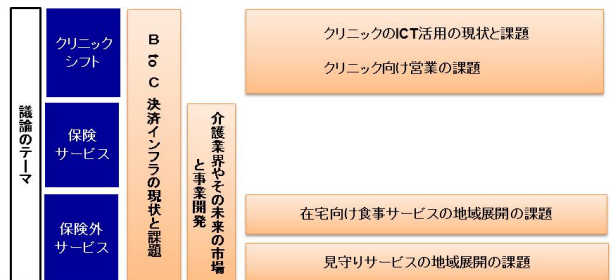 議論のテーマ
クリニック
シフト
保険
サービス
保険外
サービス
B to C 決済インフラの現状と課題
介護業界やその未来の市場
と事業開発
クリニックのICT活用の現状と課題
クリニック向け営業の課題
在宅向け食事サービスの地域展開の課題
見守りサービスの地域展開の課題